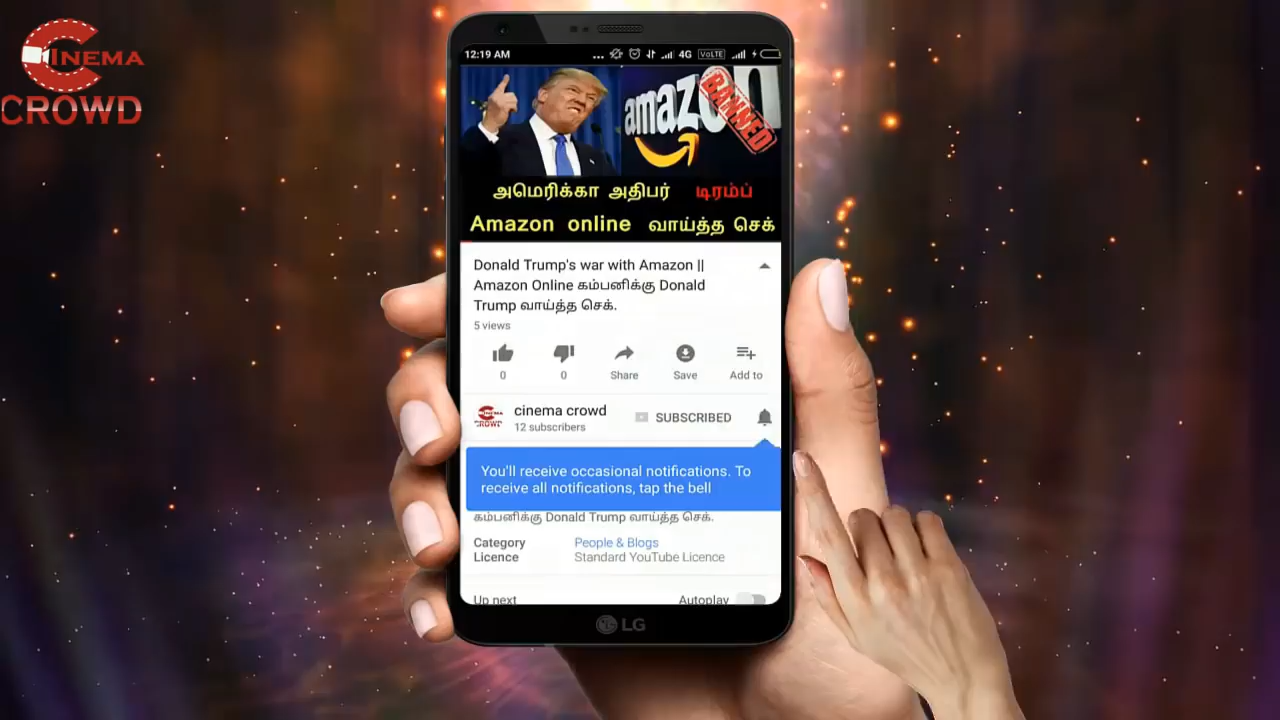 CINEMA
CROWD
12:19 AM
4G VoLTE
amazon
BANNED
அமெரிக்கா அதிபர் டிரம்ப்
Amazon online வாய்த்த செக்
Donald Trump's war with Amazon ||
Amazon Online கம்பனிக்கு Donald
Trump வாய்த்த செக்.
5 views
0
0
Share
Save
Add to
CINEMA
CROWD
cinema crowd
SUBSCRIBED
12 subscribers
You'll receive occasional notifications. To
receive all notifications, tap the bell
கம்பனிக்கு Donald Trump வாய்த்த செக்.
Category People & Blogs
Licence Standard YouTube Licence
Up next Autoplay
LG